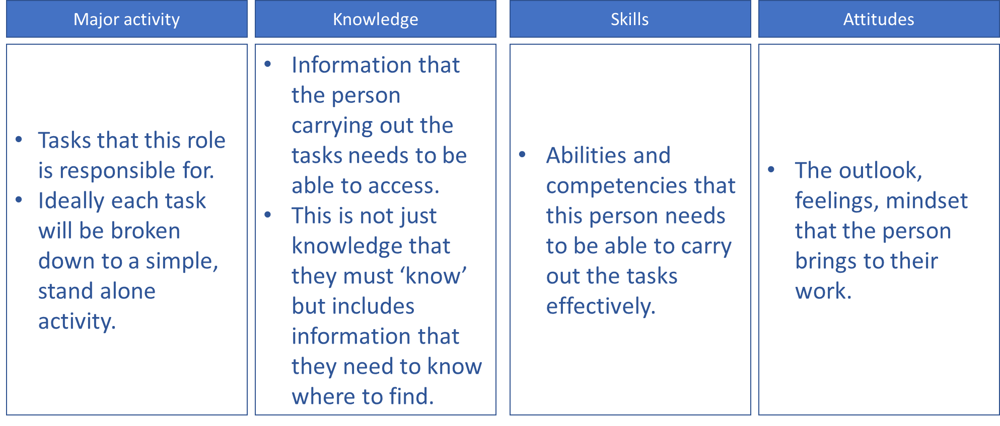 Major activity
• Tasks that this role
is responsible for.
• Ideally each task
will be broken
down to a simple,
stand alone
activity.
Knowledge
• Information that
the person
carrying out the
tasks needs to be
able to access.
• This is not just
knowledge that
they must ‘know’
but includes
information that
they need to know
where to find.
Skills
• Abilities and
competencies that
this person needs
to be able to carry
out the tasks
effectively.
Attitudes
• The outlook,
feelings, mindset
that the person
brings to their
work.